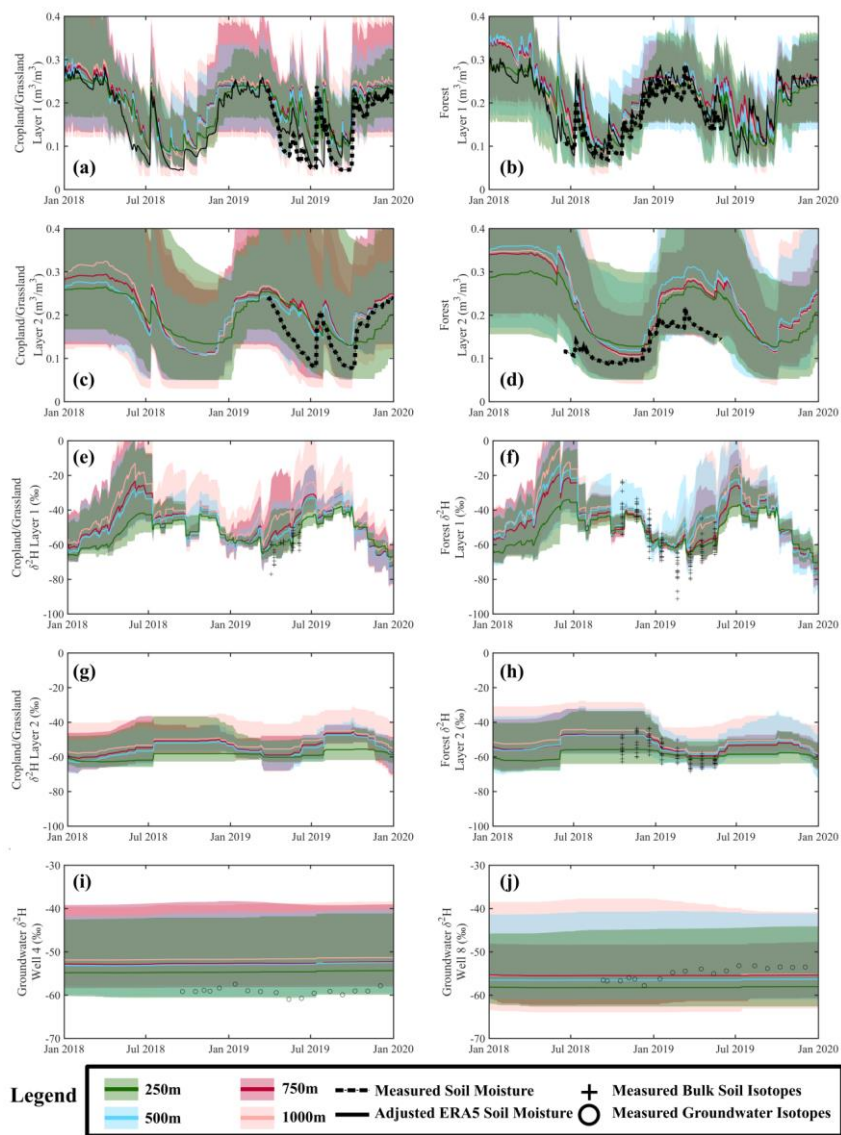 0.4
0.3
0.2
0.1
0
Cropland/Grassland
Layer 1 (m³/m³)
(a)
Jan 2018 Jul 2018 Jan 2019 Jul 2019 Jan 2020
0.4
0.3
0.2
0.1
0
Forest
Layer 1 (m³/m³)
(b)
Jan 2018 Jul 2018 Jan 2019 Jul 2019 Jan 2020
0.4
0.3
0.2
0.1
0
Cropland/Grassland
Layer 2 (m³/m³)
(c)
Jan 2018 Jul 2018 Jan 2019 Jul 2019 Jan 2020
0.4
0.3
0.2
0.1
0
Forest
Layer 2 (m³/m³)
(d)
Jan 2018 Jul 2018 Jan 2019 Jul 2019 Jan 2020
0
-20
-40
-60
-80
-100
Cropland/Grassland
δ²H Layer 1 (‰)
(e)
Jan 2018 Jul 2018 Jan 2019 Jul 2019 Jan 2020
0
-20
-40
-60
-80
-100
Forest δ²H
Layer 1 (‰)
(f)
Jan 2018 Jul 2018 Jan 2019 Jul 2019 Jan 2020
0
-20
-40
-60
-80
-100
Cropland/Grassland
δ²H Layer 2 (‰)
(g)
Jan 2018 Jul 2018 Jan 2019 Jul 2019 Jan 2020
0
-20
-40
-60
-80
-100
Forest δ²H
Layer 2 (‰)
(h)
Jan 2018 Jul 2018 Jan 2019 Jul 2019 Jan 2020
-30
-40
-50
-60
-70
Groundwater δ²H
Well 4 (‰)
(i)
Jan 2018 Jul 2018 Jan 2019 Jul 2019 Jan 2020
-30
-40
-50
-60
-70
Groundwater δ²H
Well 8 (‰)
(j)
Jan 2018 Jul 2018 Jan 2019 Jul 2019 Jan 2020
Legend
250m 750m Measured Soil Moisture Measured Bulk Soil Isotopes
500m 1000m Adjusted ERA5 Soil Moisture Measured Groundwater Isotopes